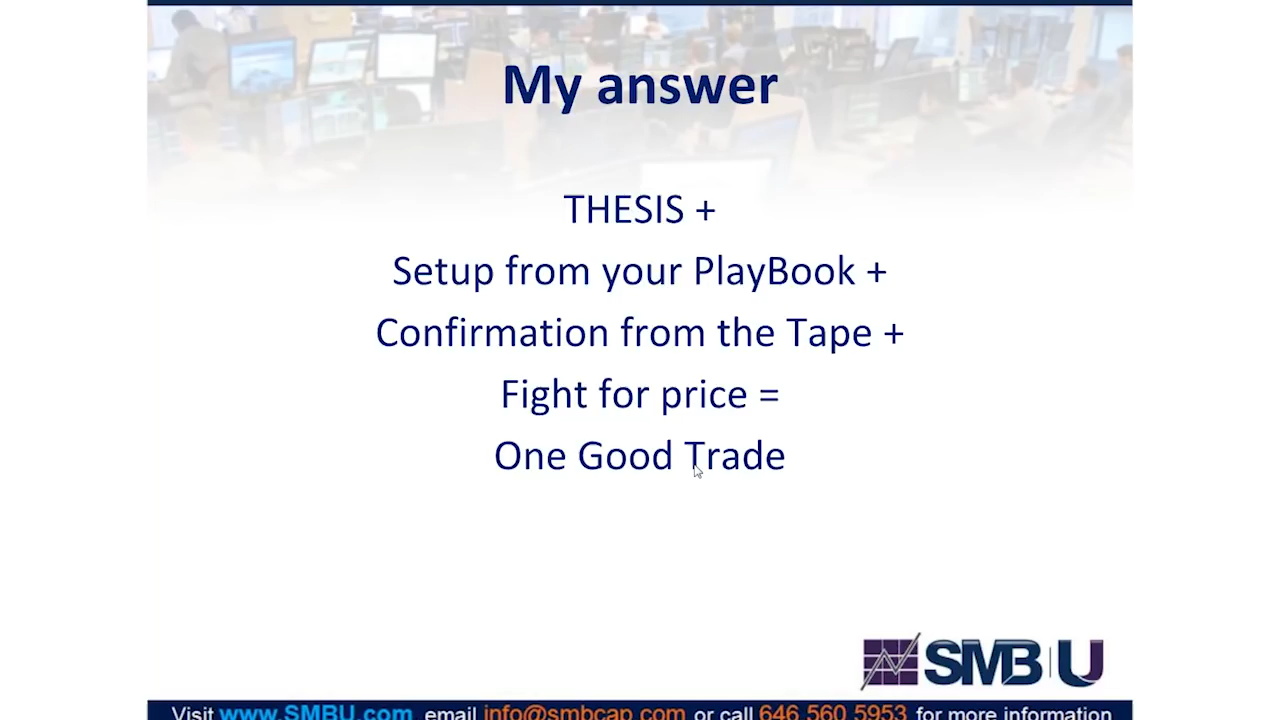 My answer
THESIS +
Setup from your PlayBook +
Confirmation from the Tape +
Fight for price =
One Good Trade
SMB U
Visit www.SMBU.com email info@smbcap.com or call 646.560.5953 for more information